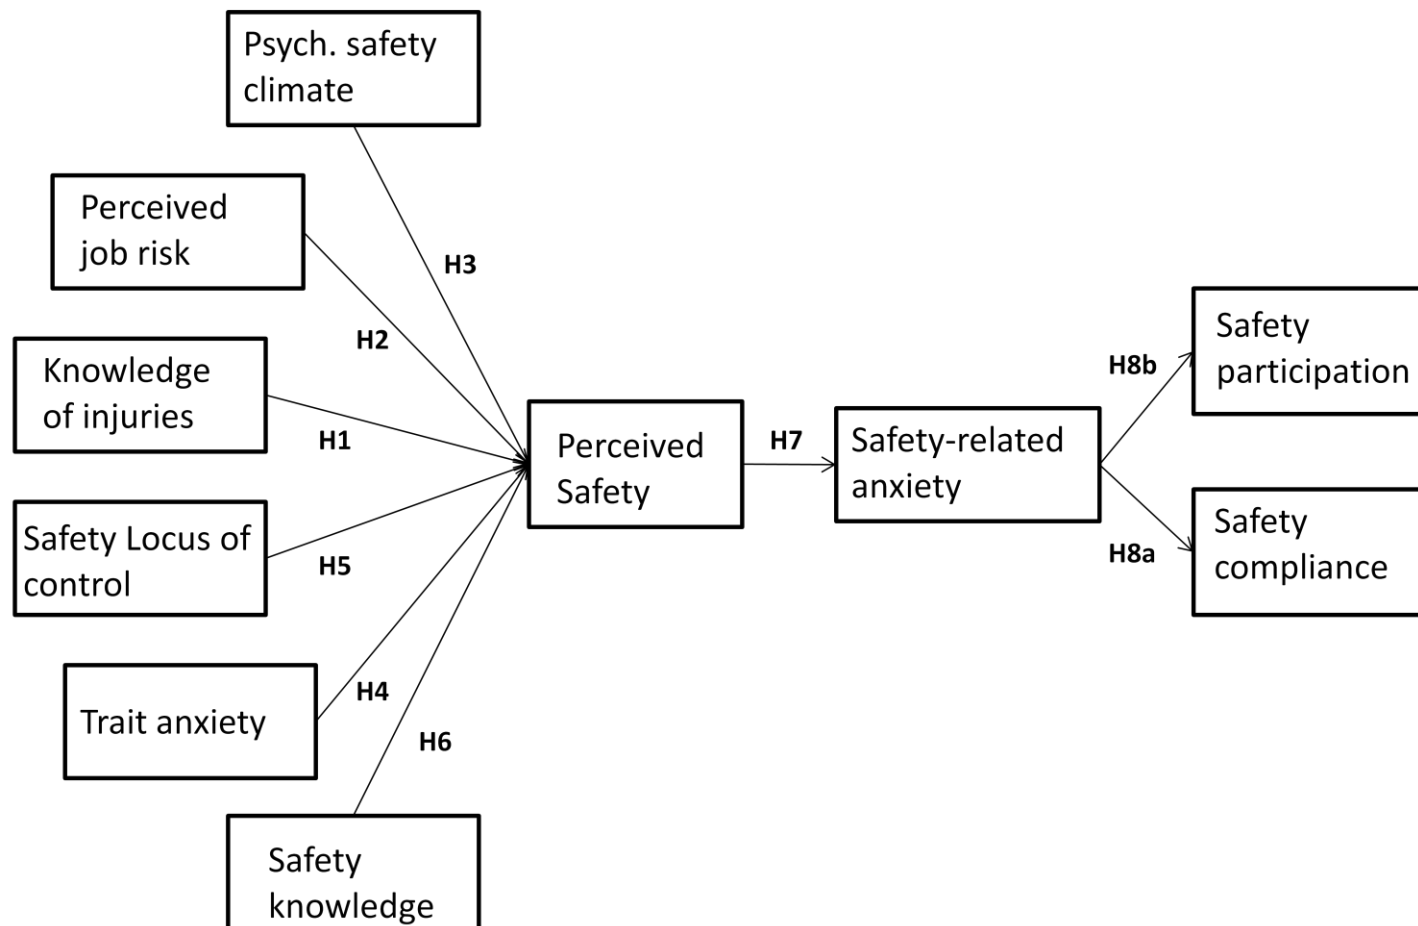 Psych. safety
climate
Perceived
job risk
H3
H2
Knowledge
of injuries
H1
Safety Locus of
control
H5
Trait anxiety
H4
H6
Safety
knowledge
Perceived
Safety
H7
Safety-related
anxiety
H8b
Safety
participation
H8a
Safety
compliance